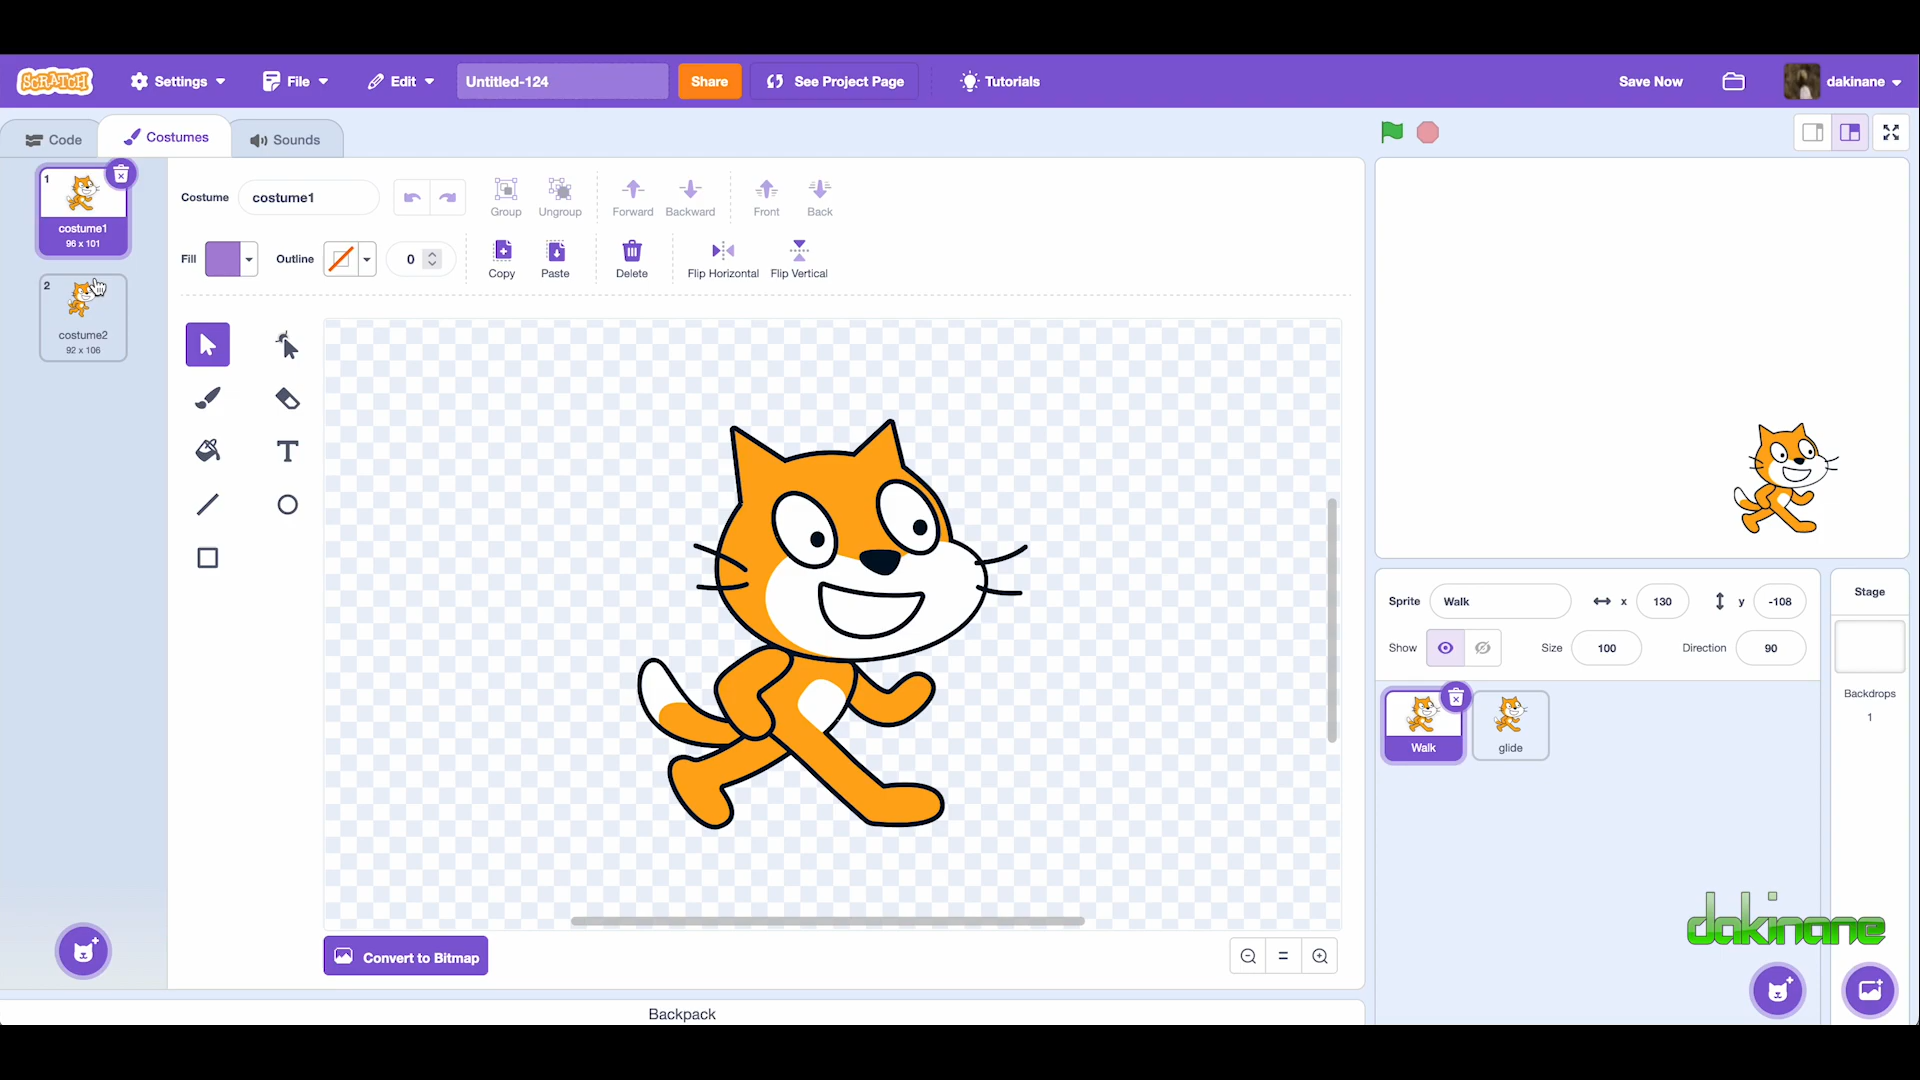 SCRATCH Settings File Edit Untitled-124 Share See Project Page Tutorials Save Now dakinane
Code Costumes Sounds
1
costume1
96 x 101
2
costume2
92 x 106
Costume costume1 Group Ungroup Forward Backward Front Back
Fill Outline 0 Copy Paste Delete Flip Horizontal Flip Vertical
T
Convert to Bitmap
=
Backpack
Sprite Walk x 130 y -108
Show Size 100 Direction 90
Walk glide
Stage
Backdrops
1
dakinane